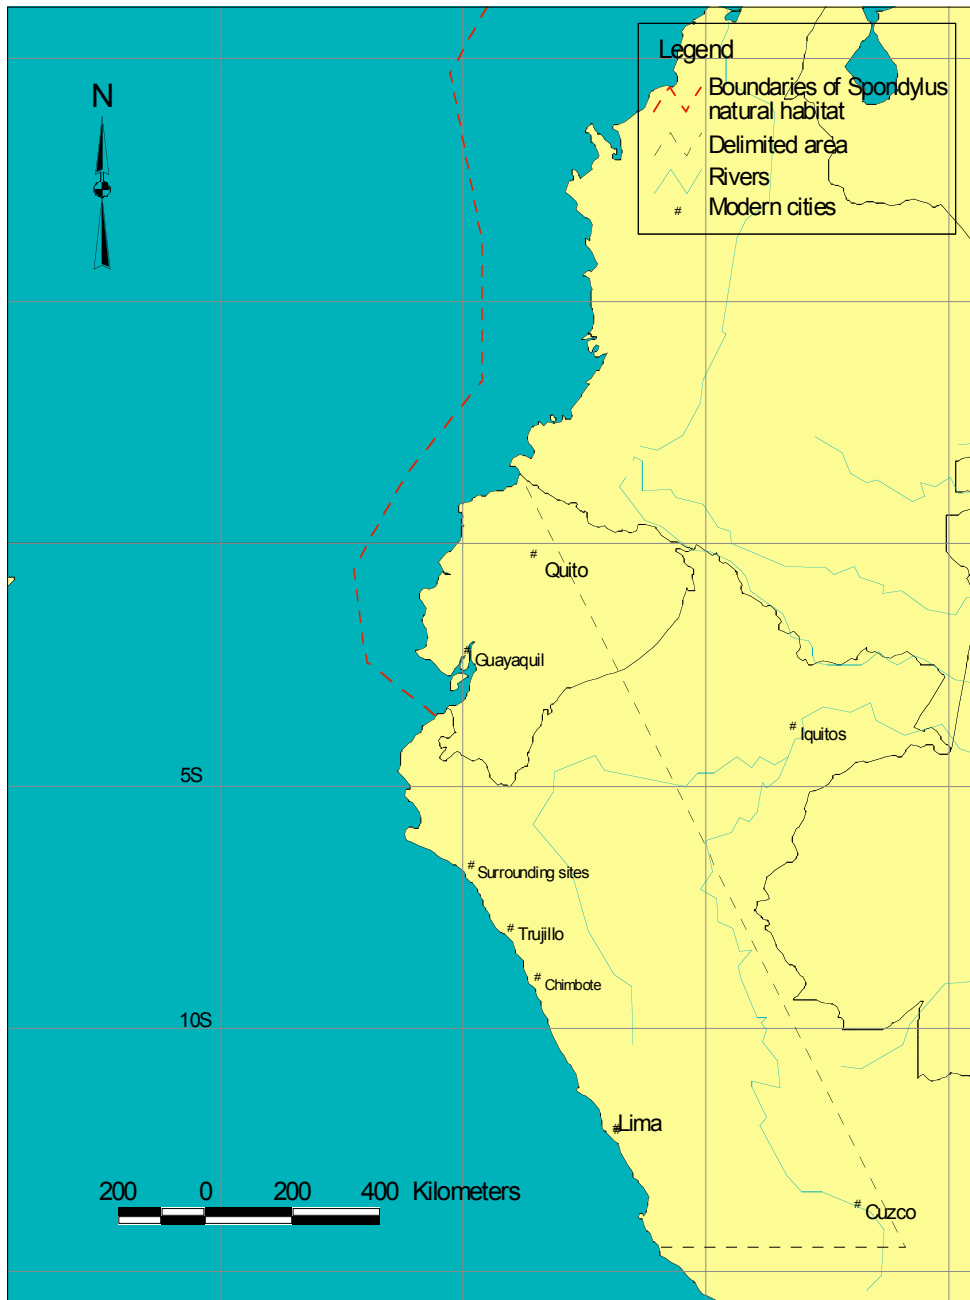 Legend
Boundaries of Spondylus
natural habitat
Delimited area
Rivers
# Modern cities
N
# Quito
# Guayaquil
# Iquitos
5S
# Surrounding sites
# Trujillo
# Chimbote
10S
# Lima
200 0 200 400 Kilometers
# Cuzco